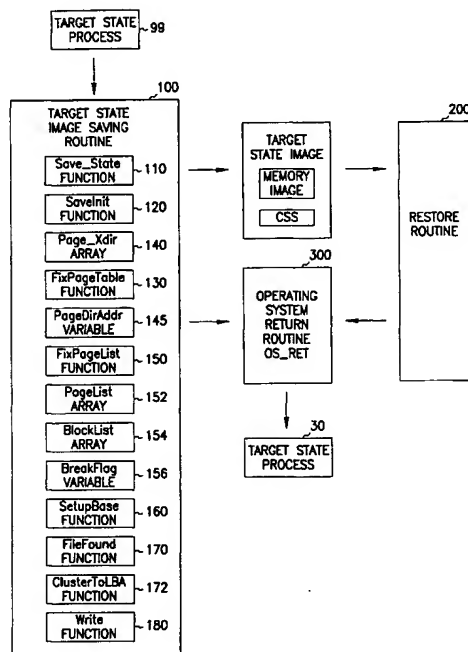 TARGET STATE
PROCESS
99
100
TARGET STATE
IMAGE SAVING
ROUTINE
Save_State
FUNCTION
110
SaveInit
FUNCTION
120
Page_Xdir
ARRAY
140
FixPageTable
FUNCTION
130
PageDirAddr
VARIABLE
145
FixPageList
FUNCTION
150
PageList
ARRAY
152
BlockList
ARRAY
154
BreakFlag
VARIABLE
156
SetupBase
FUNCTION
160
FileFound
FUNCTION
170
ClusterToLBA
FUNCTION
172
Write
FUNCTION
180
TARGET
STATE IMAGE
MEMORY
IMAGE
CSS
300
OPERATING
SYSTEM
RETURN
ROUTINE
OS_RET
TARGET STATE
PROCESS
30
200
RESTORE
ROUTINE